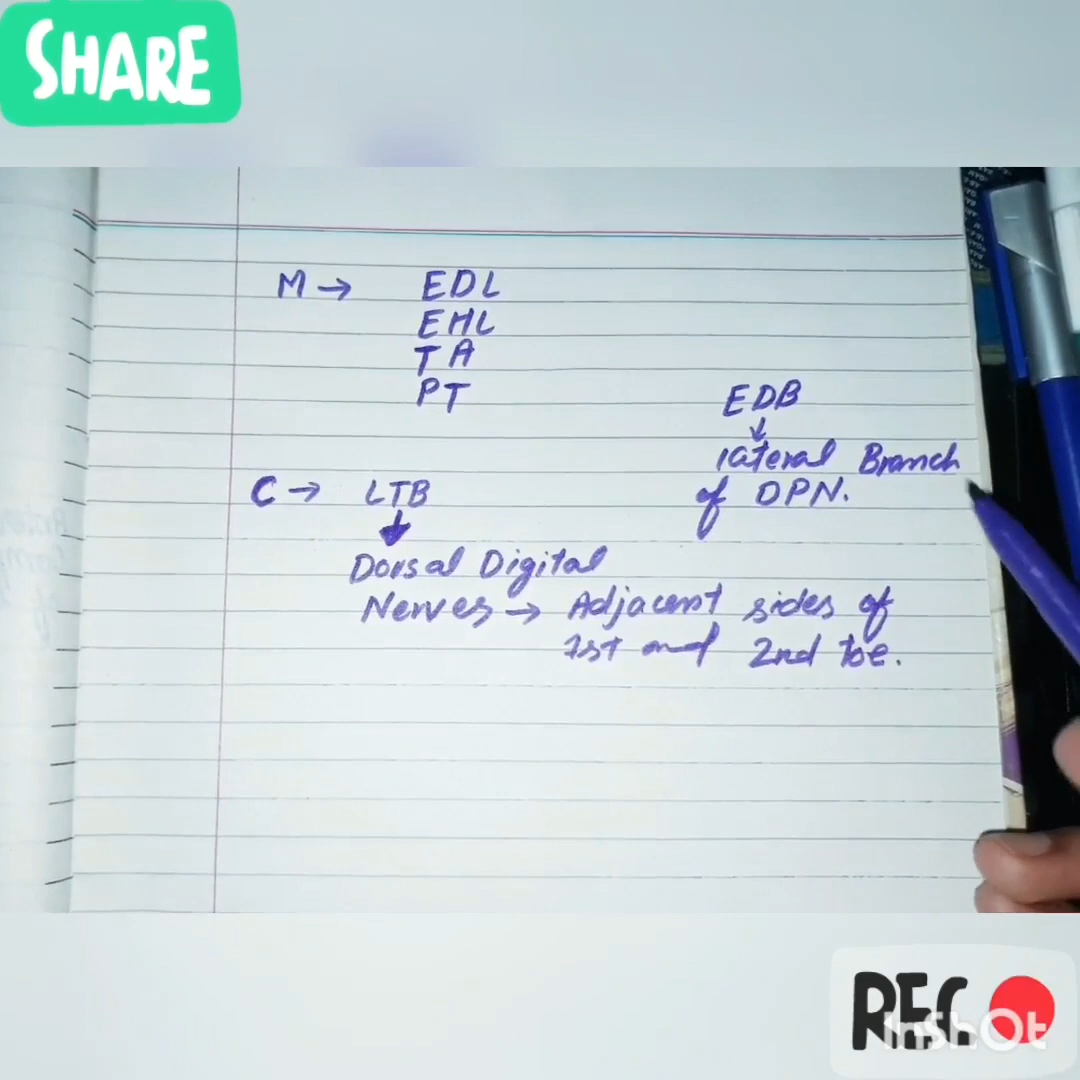 SHARE
M → EDL
EHL
TA
PT
EDB
↓
lateral Branch
of DPN.
C → LTB
↓
Dorsal Digital
Nerves → Adjacent sides of
1st and 2nd toe.
REC
InShOt